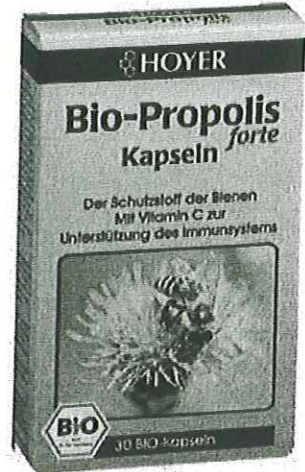 HOYER
Bio-Propolis
forte
Kapseln
Der Schutzstoff der Bienen
Mit Vitamin C zur
Unterstützung des Immunsystems
BIO
30 BIO-Kapseln